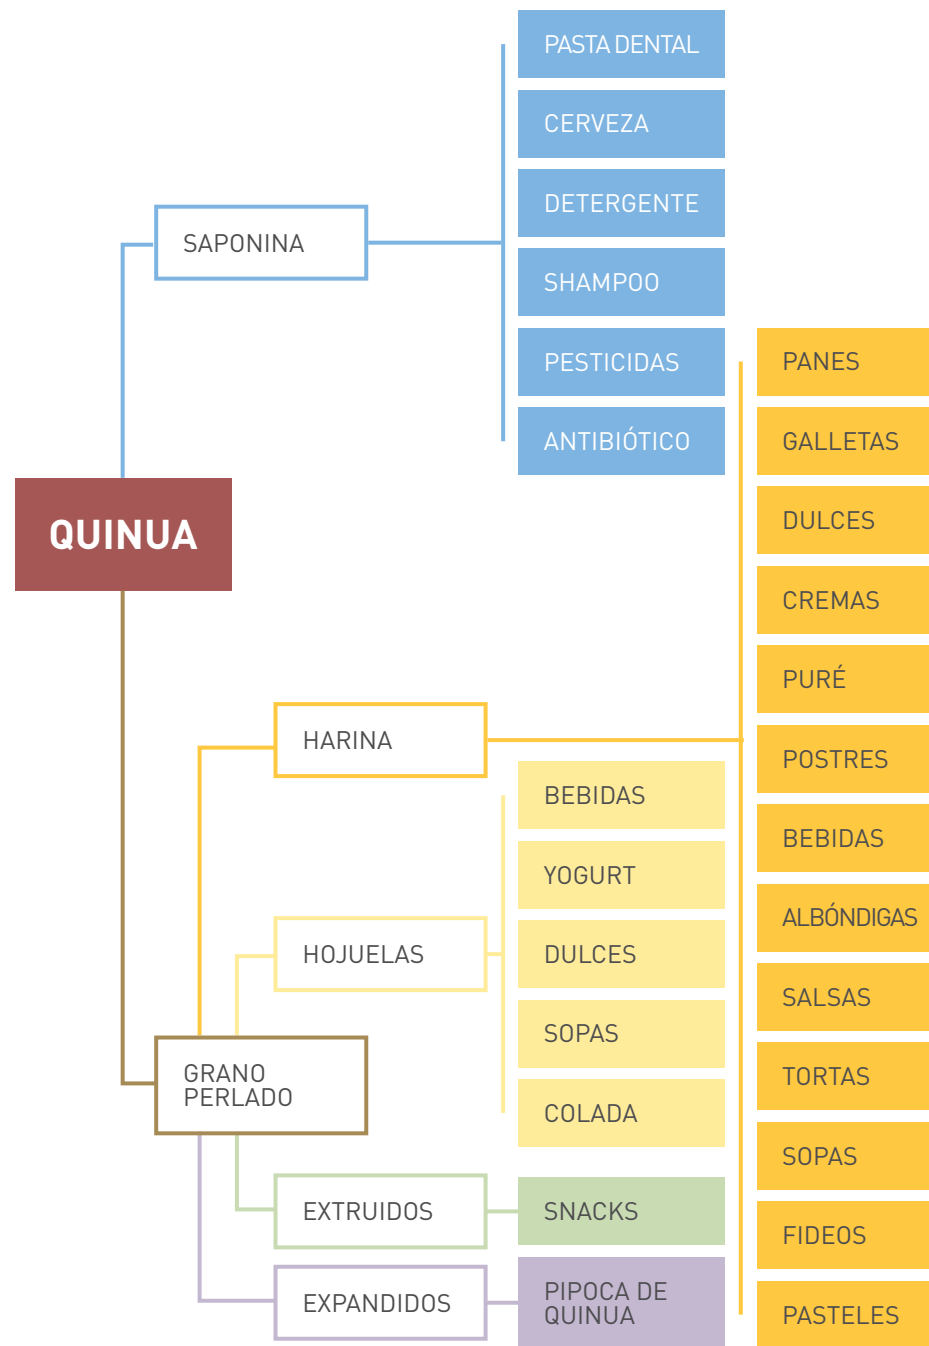 QUINUA
SAPONINA
PASTA DENTAL
CERVEZA
DETERGENTE
SHAMPOO
PESTICIDAS
ANTIBIÓTICO
GRANO
PERLADO
HARINA
PANES
GALLETAS
DULCES
CREMAS
PURÉ
POSTRES
BEBIDAS
ALBÓNDIGAS
SALSAS
TORTAS
SOPAS
FIDEOS
PASTELES
HOJUELAS
BEBIDAS
YOGURT
DULCES
SOPAS
COLADA
EXTRUIDOS
SNACKS
EXPANDIDOS
PIPOCA DE
QUINUA